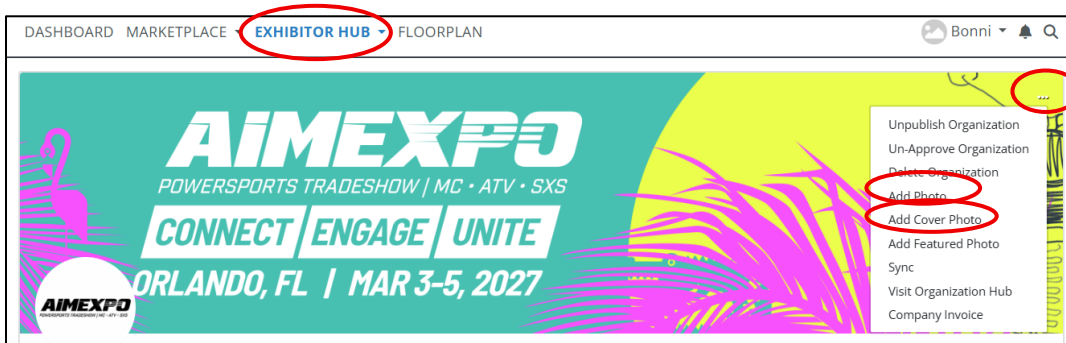 DASHBOARD MARKETPLACE EXHIBITOR HUB FLOORPLAN Bonni
...
AiMEXPO
POWERSPORTS TRADESHOW | MC • ATV • SXS
CONNECT / ENGAGE / UNITE
ORLANDO, FL | MAR 3-5, 2027
AiMEXPO
POWERSPORTS TRADESHOW | MC • ATV • SXS
Unpublish Organization
Un-Approve Organization
Delete Organization
Add Photo
Add Cover Photo
Add Featured Photo
Sync
Visit Organization Hub
Company Invoice